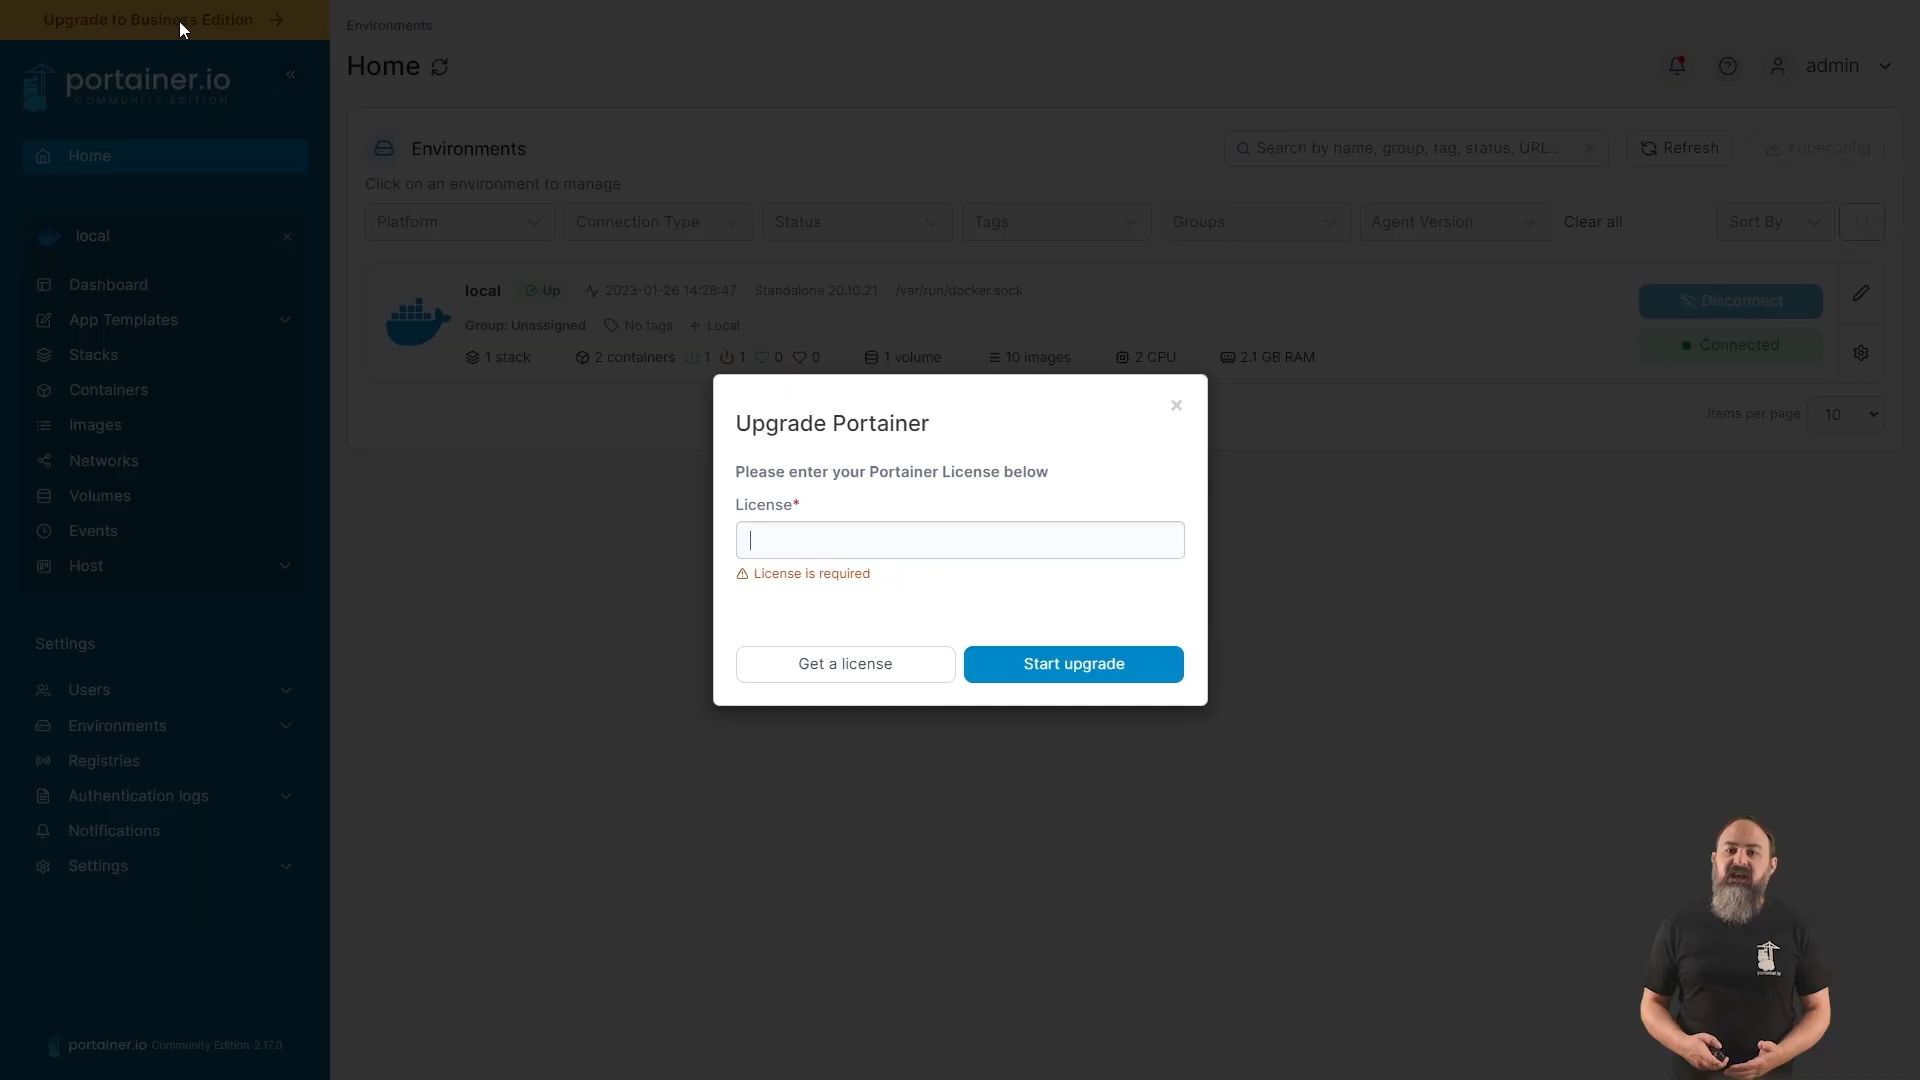 Upgrade to Business Edition
portainer.io
COMMUNITY EDITION
Home
local
Dashboard
App Templates
Stacks
Containers
Images
Networks
Volumes
Events
Host
Settings
Users
Environments
Registries
Authentication logs
Notifications
Settings
portainer.io Community Edition 2.17.0
Environments
Home
admin
Environments
Search by name, group, tag, status, URL...
Refresh
Kubeconfig
Click on an environment to manage
Platform
Connection Type
Status
Tags
Groups
Agent Version
Clear all
Sort By
local Up 2023-01-26 14:28:47 Standalone 20.10.21 /var/run/docker.sock
Group: Unassigned No tags Local
1 stack 2 containers 1 1 0 0 1 volume 10 images 2 CPU 2.1 GB RAM
Disconnect
Connected
Items per page 10
Upgrade Portainer
Please enter your Portainer License below
License*
License is required
Get a license
Start upgrade
portainer.io